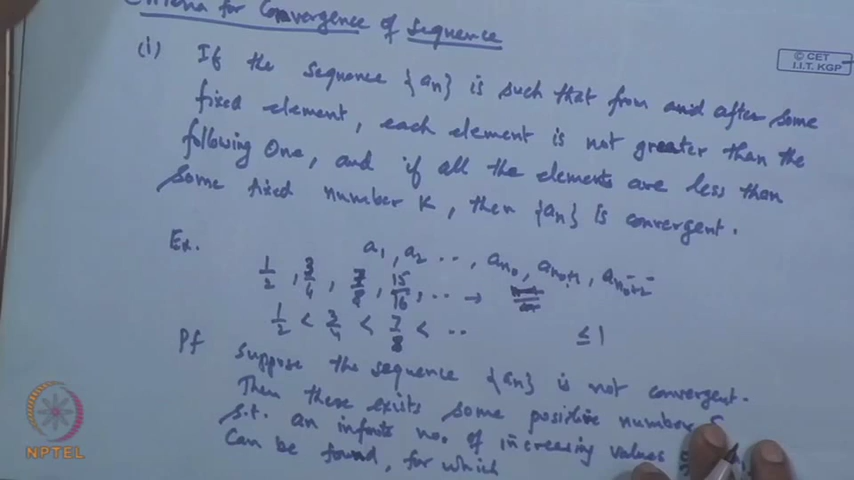 Criteria for Convergence of Sequence
© CET
I.I.T. KGP
(i) If the sequence {an} is such that from and after some
fixed element, each element is not greater than the
following One, and if all the elements are less than
Some fixed number K, then {an} is convergent.
Ex. a1, a2 ..., an0, an0+1, an0+2 --
1/2, 3/4, 7/8, 15/16, ... →
1/2 < 3/4 < 7/8 < .. ≤ 1
Pf Suppose the sequence {an} is not convergent.
Then there exists some positive number
s.t. an infinite no. of increasing values
Can be found, for which
NPTEL